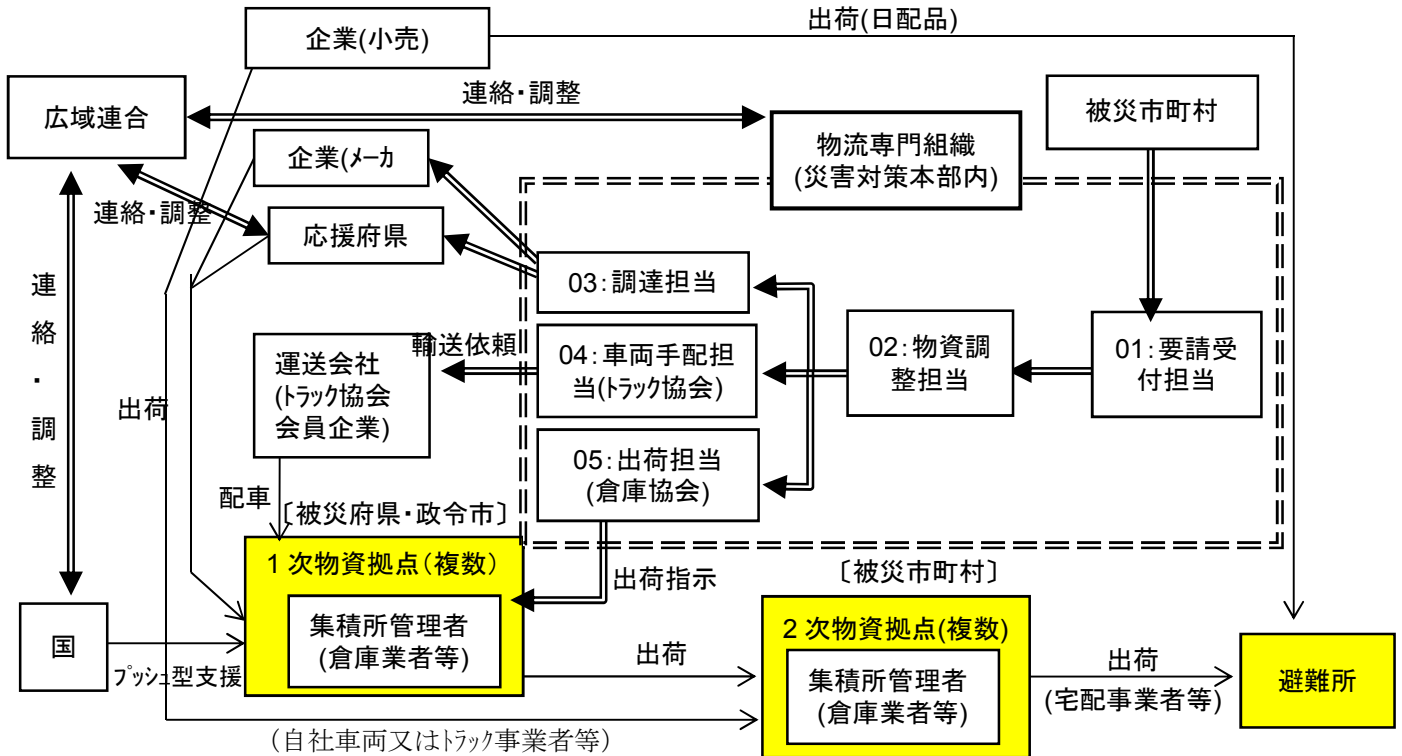 出荷(日配品)
企業(小売)
広域連合
連絡・調整
被災市町村
物流専門組織
(災害対策本部内)
企業(ﾒｰｶ
連絡・調整
応援府県
03:調達担当
連
絡
・
調
整
運送会社
(ﾄﾗｯｸ協会
会員企業)
輸送依頼
04:車両手配担
当(ﾄﾗｯｸ協会)
02:物資調
整担当
01:要請受
付担当
出荷
05:出荷担当
(倉庫協会)
配車
〔被災府県・政令市〕
1次物資拠点(複数)
出荷指示
〔被災市町村〕
集積所管理者
(倉庫業者等)
国
ﾌﾟｯｼｭ型支援
出荷
2次物資拠点(複数)
集積所管理者
(倉庫業者等)
出荷
(宅配事業者等)
避難所
(自社車両又はﾄﾗｯｸ事業者等)